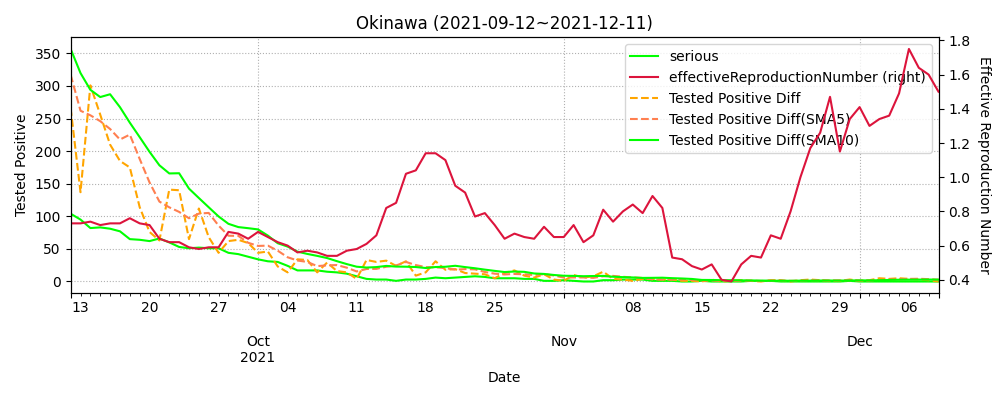 Okinawa (2021-09-12~2021-12-11)
350
300
250
200
150
100
50
0
Tested Positive
1.8
1.6
1.4
1.2
1.0
0.8
0.6
0.4
Effective Reproduction Number
serious
effectiveReproductionNumber (right)
Tested Positive Diff
Tested Positive Diff(SMA5)
Tested Positive Diff(SMA10)
13 20 27 04 11 18 25 08 15 22 29 06
Oct Nov Dec
2021
Date